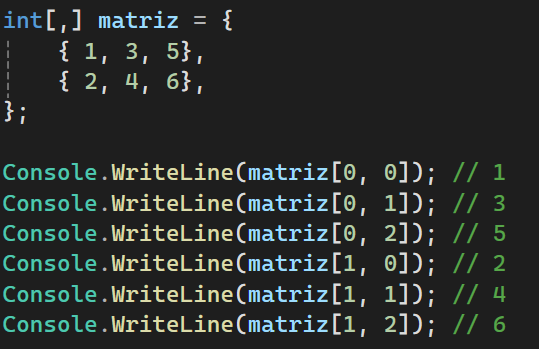 int[,] matriz = {
    { 1, 3, 5},
    { 2, 4, 6},
};

Console.WriteLine(matriz[0, 0]); // 1
Console.WriteLine(matriz[0, 1]); // 3
Console.WriteLine(matriz[0, 2]); // 5
Console.WriteLine(matriz[1, 0]); // 2
Console.WriteLine(matriz[1, 1]); // 4
Console.WriteLine(matriz[1, 2]); // 6